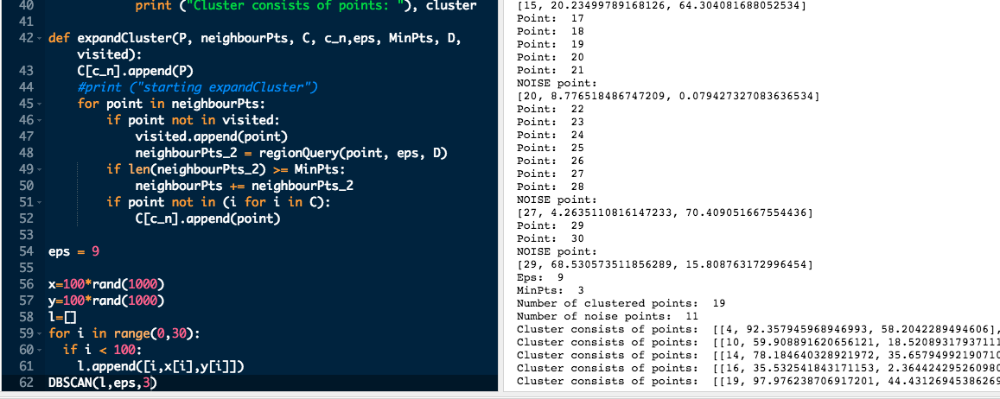 40 print ("Cluster consists of points: "), cluster
41
42 def expandCluster(P, neighbourPts, C, c_n,eps, MinPts, D,
visited):
43 C[c_n].append(P)
44 #print ("starting expandCluster")
45 for point in neighbourPts:
46 if point not in visited:
47 visited.append(point)
48 neighbourPts_2 = regionQuery(point, eps, D)
49 if len(neighbourPts_2) >= MinPts:
50 neighbourPts += neighbourPts_2
51 if point not in (i for i in C):
52 C[c_n].append(point)
53
54 eps = 9
55
56 x=100*rand(1000)
57 y=100*rand(1000)
58 l=[]
59 for i in range(0,30):
60 if i < 100:
61 l.append([i,x[i],y[i]])
62 DBSCAN(l,eps,3)
[15, 20.23499789168126, 64.304081688052534]
Point: 17
Point: 18
Point: 19
Point: 20
Point: 21
NOISE point:
[20, 8.776518486747209, 0.079427327083636534]
Point: 22
Point: 23
Point: 24
Point: 25
Point: 26
Point: 27
Point: 28
NOISE point:
[27, 4.2635110816147233, 70.409051667554436]
Point: 29
Point: 30
NOISE point:
[29, 68.530573511856289, 15.808763172996454]
Eps: 9
MinPts: 3
Number of clustered points: 19
Number of noise points: 11
Cluster consists of points: [[4, 92.357945968946993, 58.2042289494606],
Cluster consists of points: [[10, 59.908891620656121, 18.52089317937111
Cluster consists of points: [[14, 78.184640328921972, 35.65794992190710
Cluster consists of points: [[16, 35.532541843171153, 2.364424295260980
Cluster consists of points: [[19, 97.976238706917201, 44.43126945386269